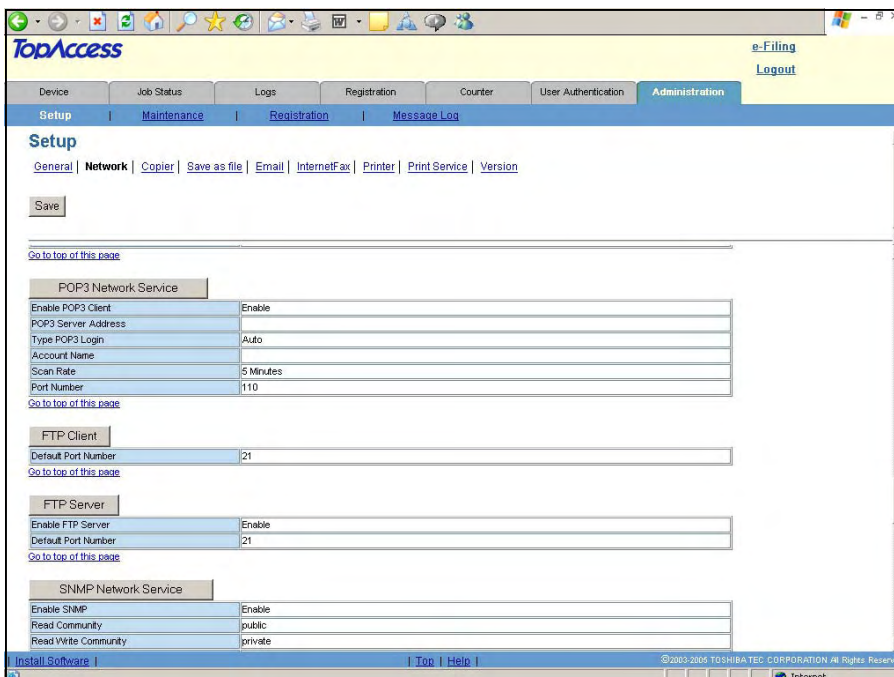 TopAccess
e-Filing
Logout
Device Job Status Logs Registration Counter User Authentication Administration
Setup | Maintenance | Registration | Message Log
Setup
General | Network | Copier | Save as file | Email | InternetFax | Printer | Print Service | Version
Save
Go to top of this page
POP3 Network Service
Enable POP3 Client Enable
POP3 Server Address
Type POP3 Login Auto
Account Name
Scan Rate 5 Minutes
Port Number 110
Go to top of this page
FTP Client
Default Port Number 21
Go to top of this page
FTP Server
Enable FTP Server Enable
Default Port Number 21
Go to top of this page
SNMP Network Service
Enable SNMP Enable
Read Community public
Read Write Community private
| Install Software | | Top | Help | ©2003-2005 TOSHIBA TEC CORPORATION All Rights Reserv
Internet